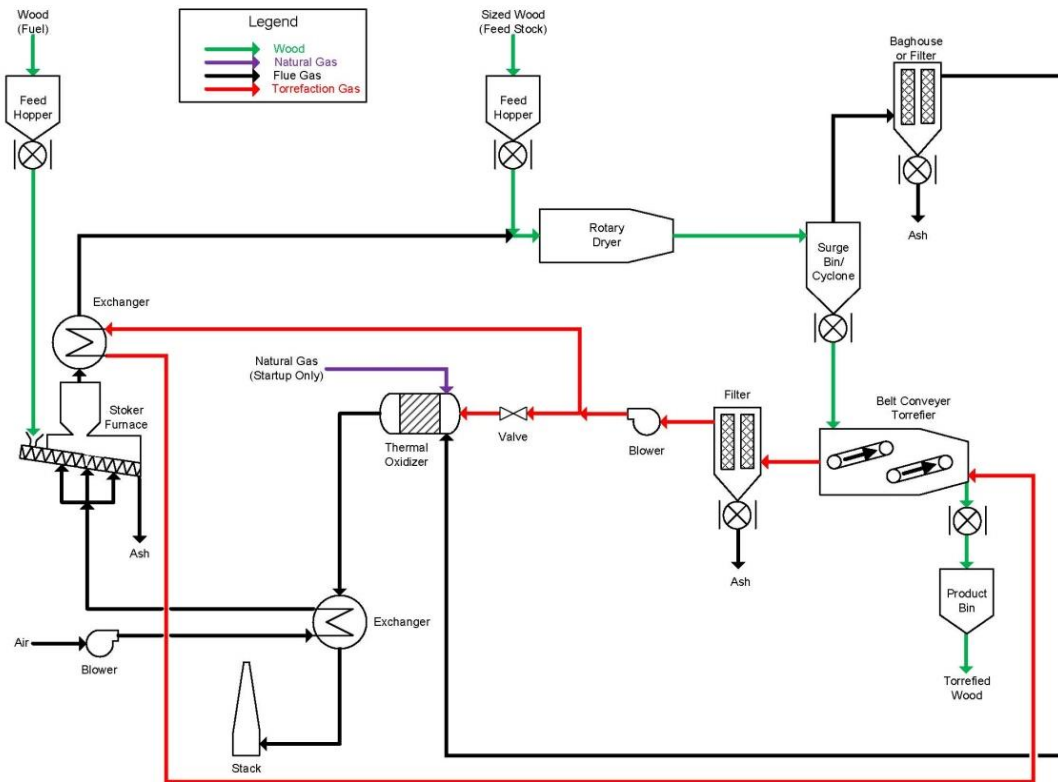 Wood
(Fuel)
Legend
Wood
Natural Gas
Flue Gas
Torrefaction Gas
Sized Wood
(Feed Stock)
Baghouse
or Filter
Feed
Hopper
Feed
Hopper
Ash
Rotary
Dryer
Surge
Bin/
Cyclone
Exchanger
Natural Gas
(Startup Only)
Stoker
Furnace
Thermal
Oxidizer
Valve
Blower
Filter
Belt Conveyer
Torrefier
Ash
Ash
Product
Bin
Exchanger
Air
Blower
Torrefied
Wood
Stack